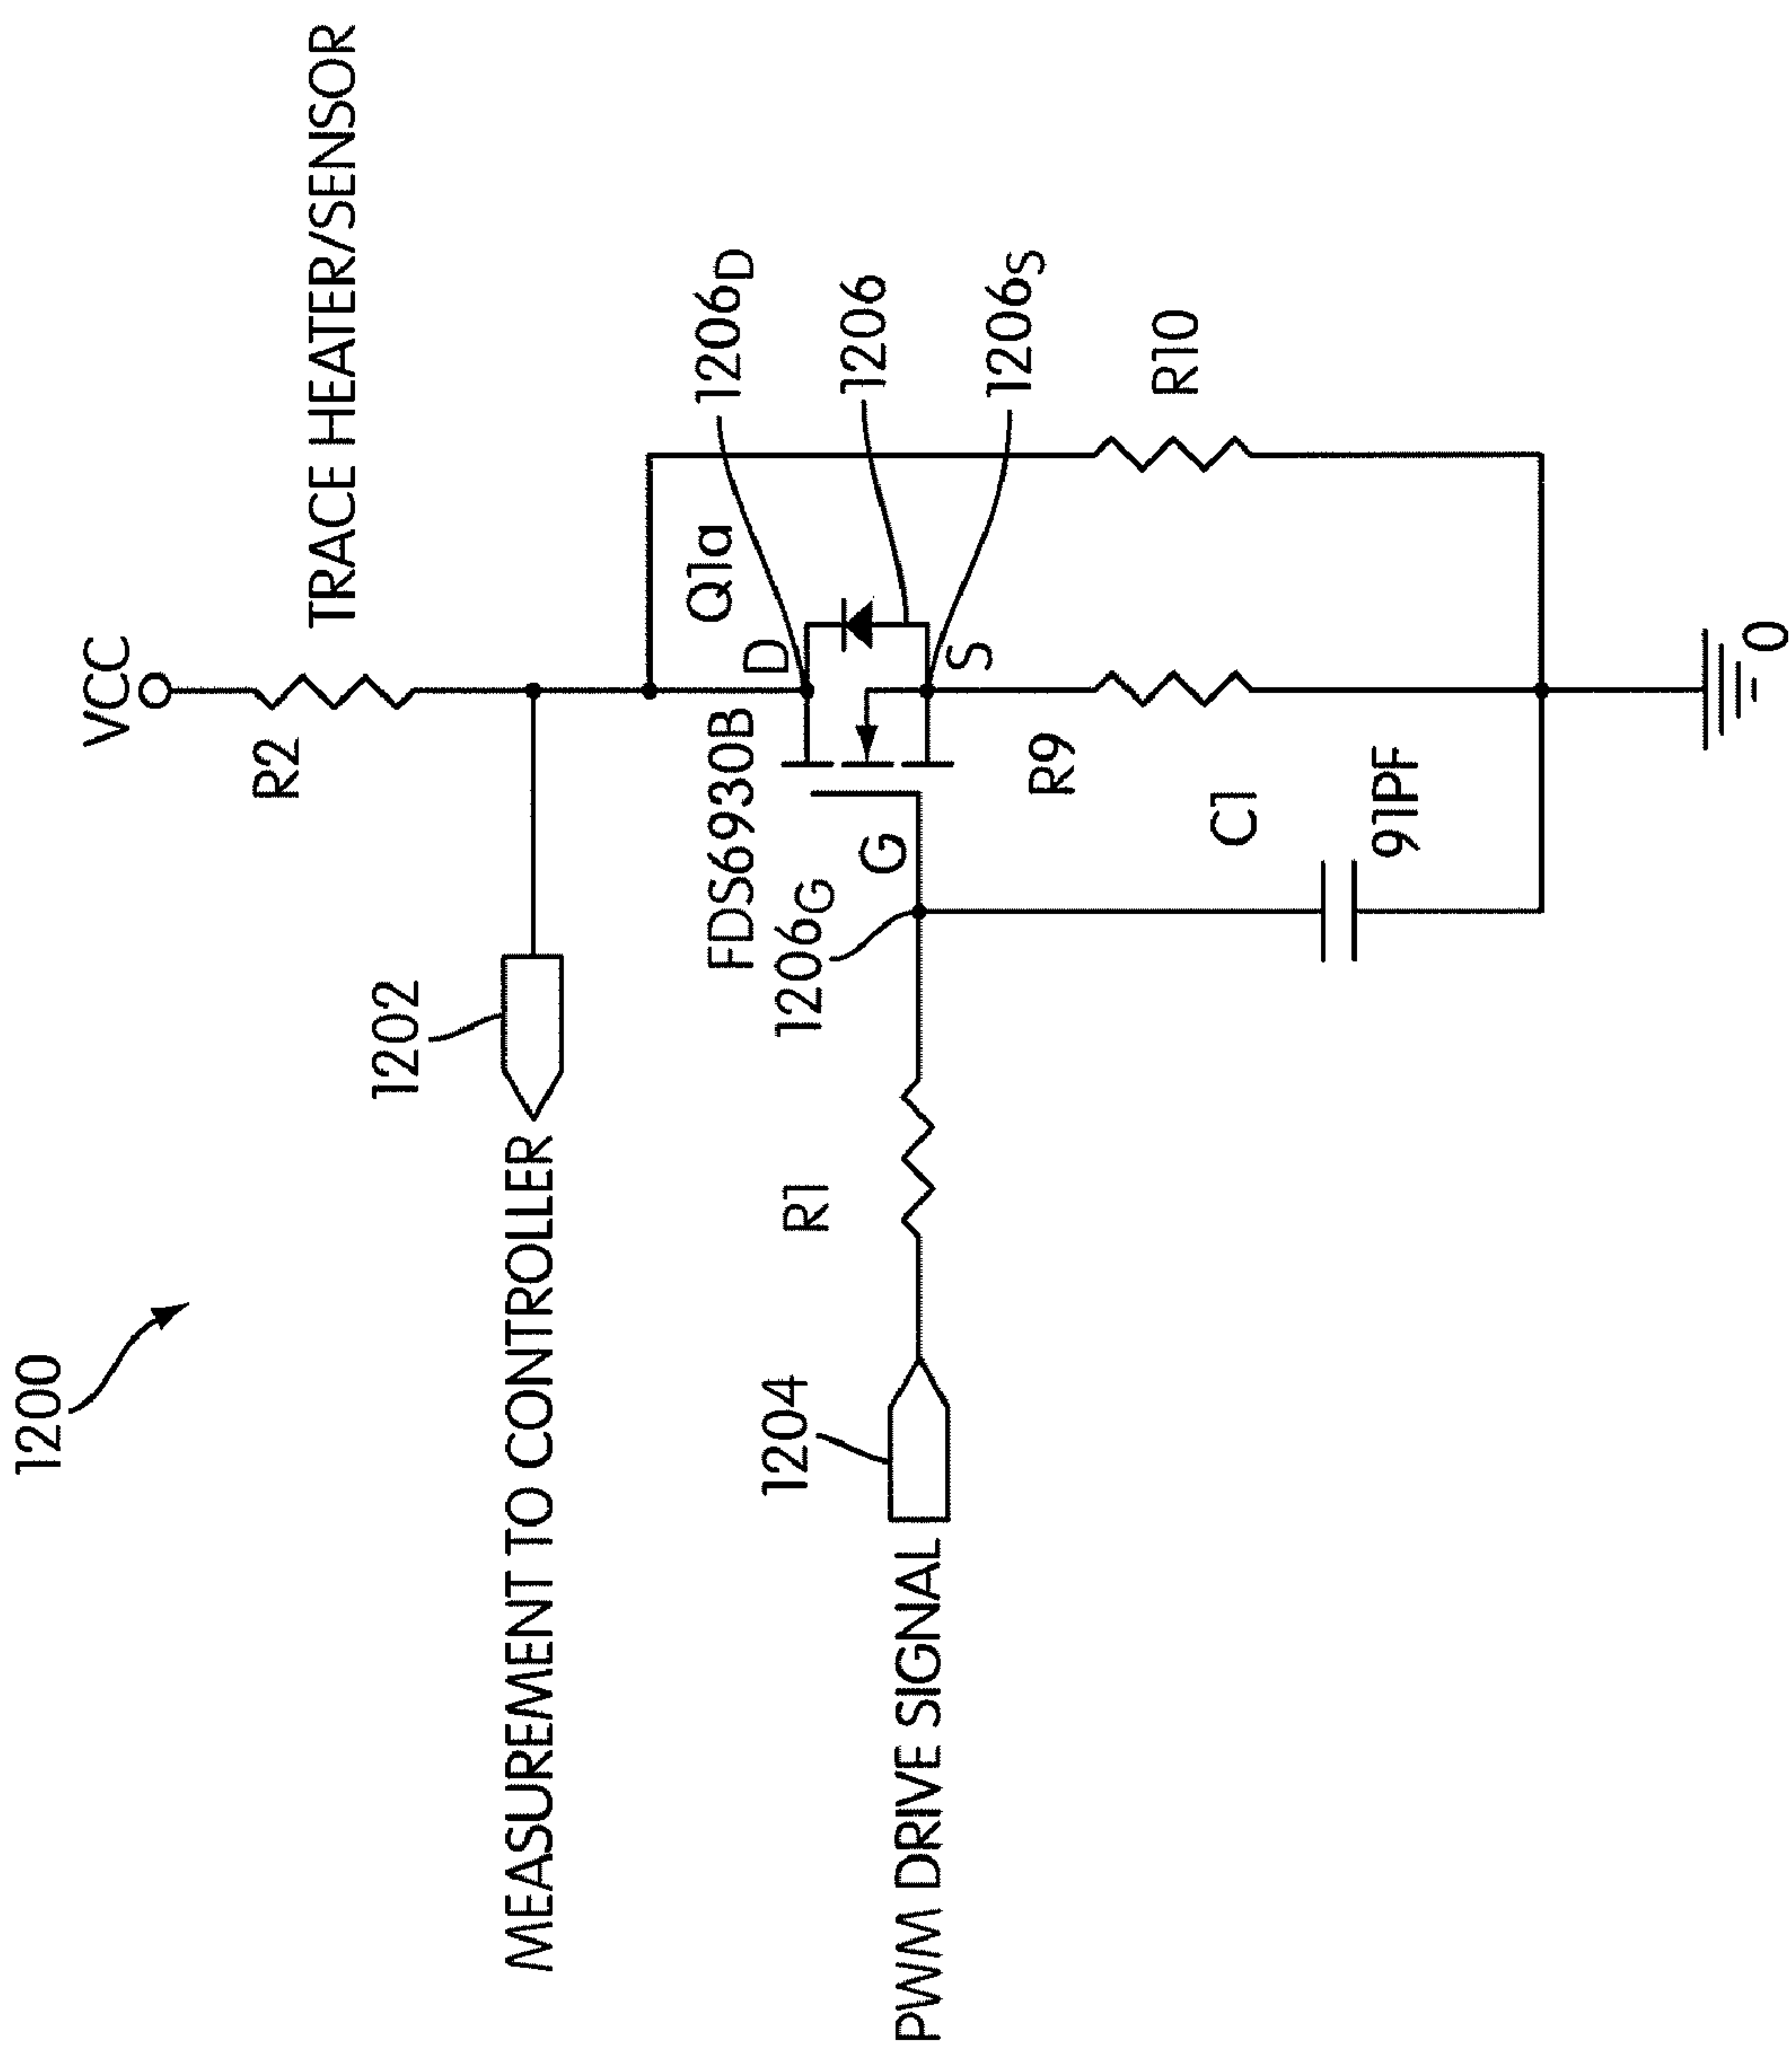 1200
VCC
R2
TRACE HEATER/SENSOR
1202
MEASUREMENT TO CONTROLLER
Q1a
FDS6930B
D
1206D
1206G
G
1206
S
1206S
1204
R1
PWM DRIVE SIGNAL
R9
R10
C1
91PF
0